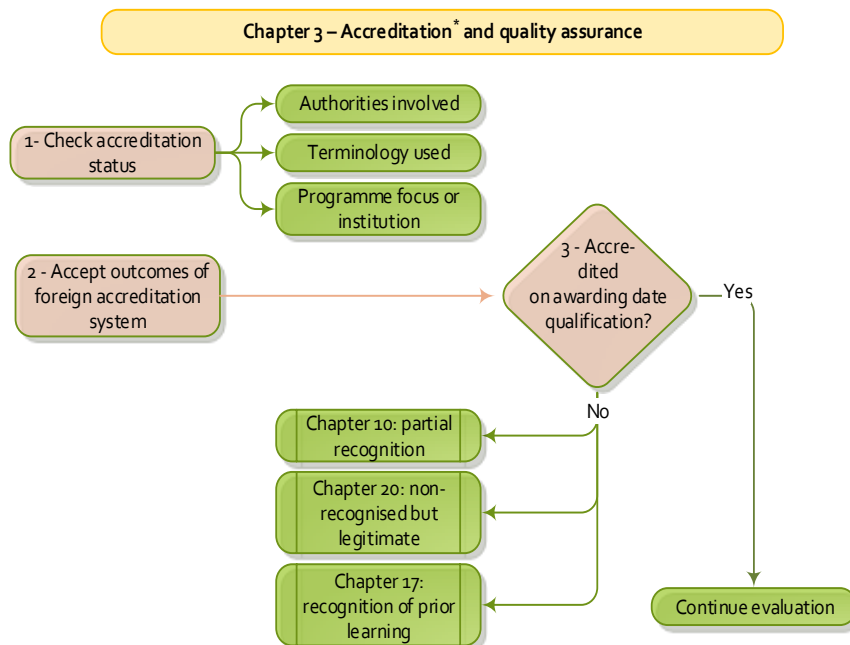 Chapter 3 – Accreditation* and quality assurance
Authorities involved
1- Check accreditation
status
Terminology used
Programme focus or
institution
2 - Accept outcomes of
foreign accreditation
system
3 - Accre-
dited
on awarding date
qualification?
Yes
No
Chapter 10: partial
recognition
Chapter 20: non-
recognised but
legitimate
Chapter 17:
recognition of prior
learning
Continue evaluation